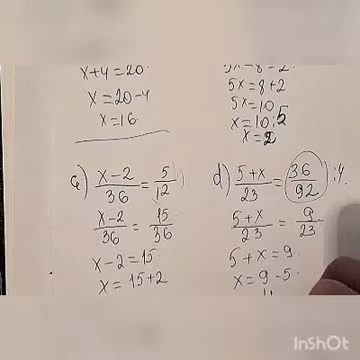 x+4=20
x=20-4
x=16
5x=8+2
5x=10
x=10:5
x=2
c) x-2/36 = 5/12
x-2/36 = 15/36
x-2=15
x=15+2
d) 5+x/23 = 36/92 :4
5+x/23 = 9/23
5+x=9
x=9-5
InShOt